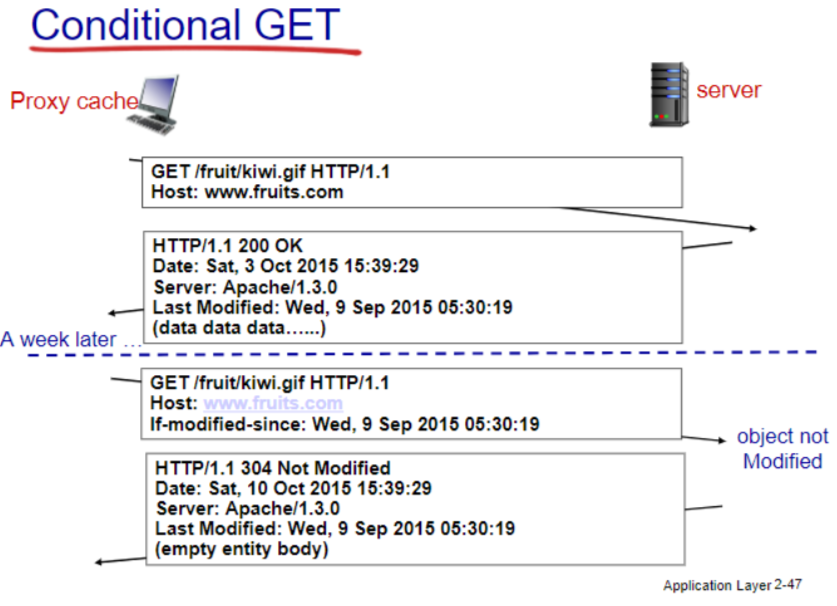 Conditional GET
Proxy cache
server
GET /fruit/kiwi.gif HTTP/1.1
Host: www.fruits.com
HTTP/1.1 200 OK
Date: Sat, 3 Oct 2015 15:39:29
Server: Apache/1.3.0
Last Modified: Wed, 9 Sep 2015 05:30:19
(data data data…...)
A week later …
GET /fruit/kiwi.gif HTTP/1.1
Host: www.fruits.com
If-modified-since: Wed, 9 Sep 2015 05:30:19
object not
Modified
HTTP/1.1 304 Not Modified
Date: Sat, 10 Oct 2015 15:39:29
Server: Apache/1.3.0
Last Modified: Wed, 9 Sep 2015 05:30:19
(empty entity body)
Application Layer 2-47